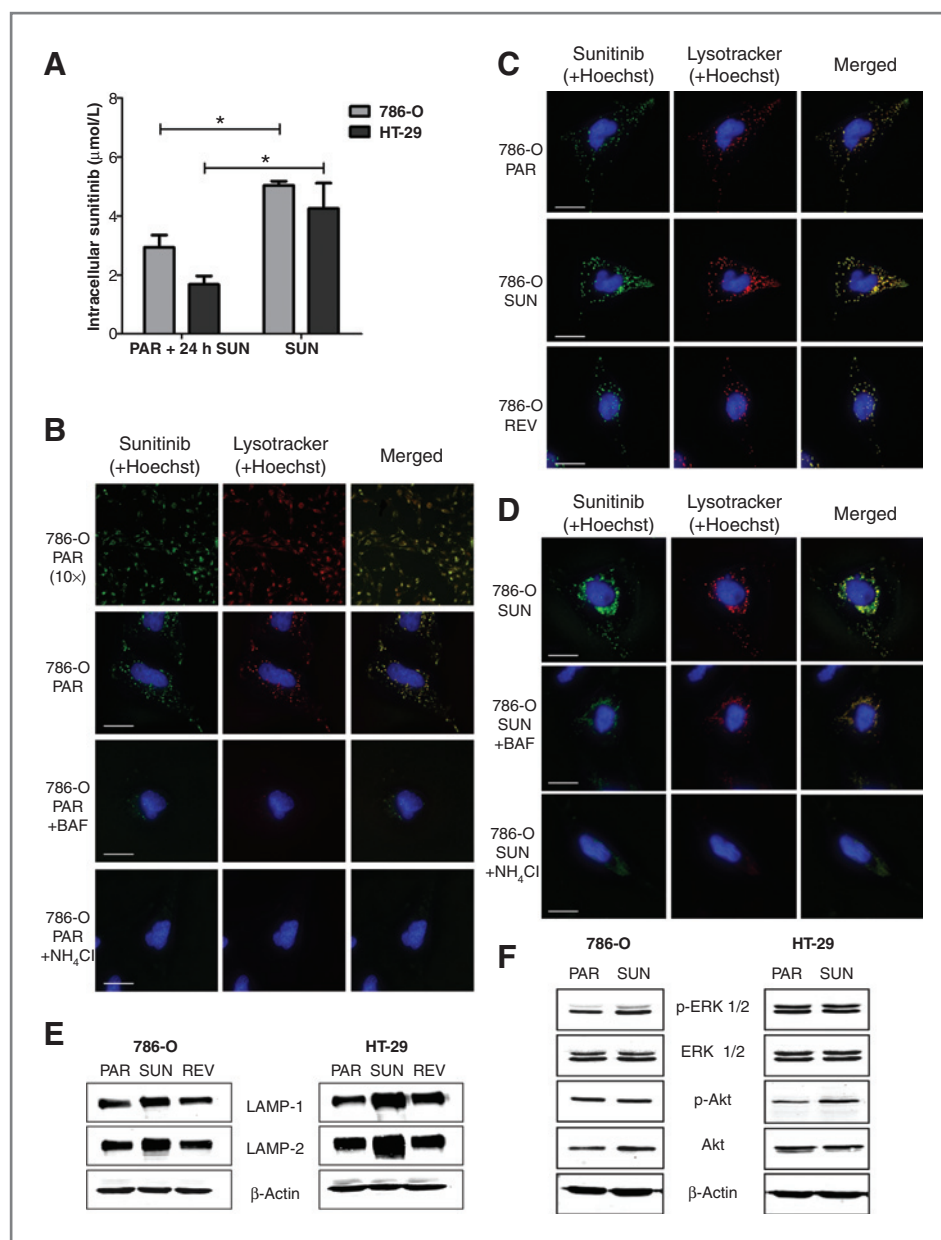 A
Intracellular sunitinib (μmol/L)
8
6
4
2
0
786-O
HT-29
*
*
PAR + 24 h SUN
SUN
B
Sunitinib
(+Hoechst)
Lysotracker
(+Hoechst)
Merged
786-O
PAR
(10×)
786-O
PAR
786-O
PAR
+BAF
786-O
PAR
+NH₄Cl
C
Sunitinib
(+Hoechst)
Lysotracker
(+Hoechst)
Merged
786-O
PAR
786-O
SUN
786-O
REV
D
Sunitinib
(+Hoechst)
Lysotracker
(+Hoechst)
Merged
786-O
SUN
786-O
SUN
+BAF
786-O
SUN
+NH₄Cl
E
786-O
HT-29
PAR SUN REV
PAR SUN REV
LAMP-1
LAMP-2
β-Actin
F
786-O
HT-29
PAR SUN
PAR SUN
p-ERK 1/2
ERK 1/2
p-Akt
Akt
β-Actin